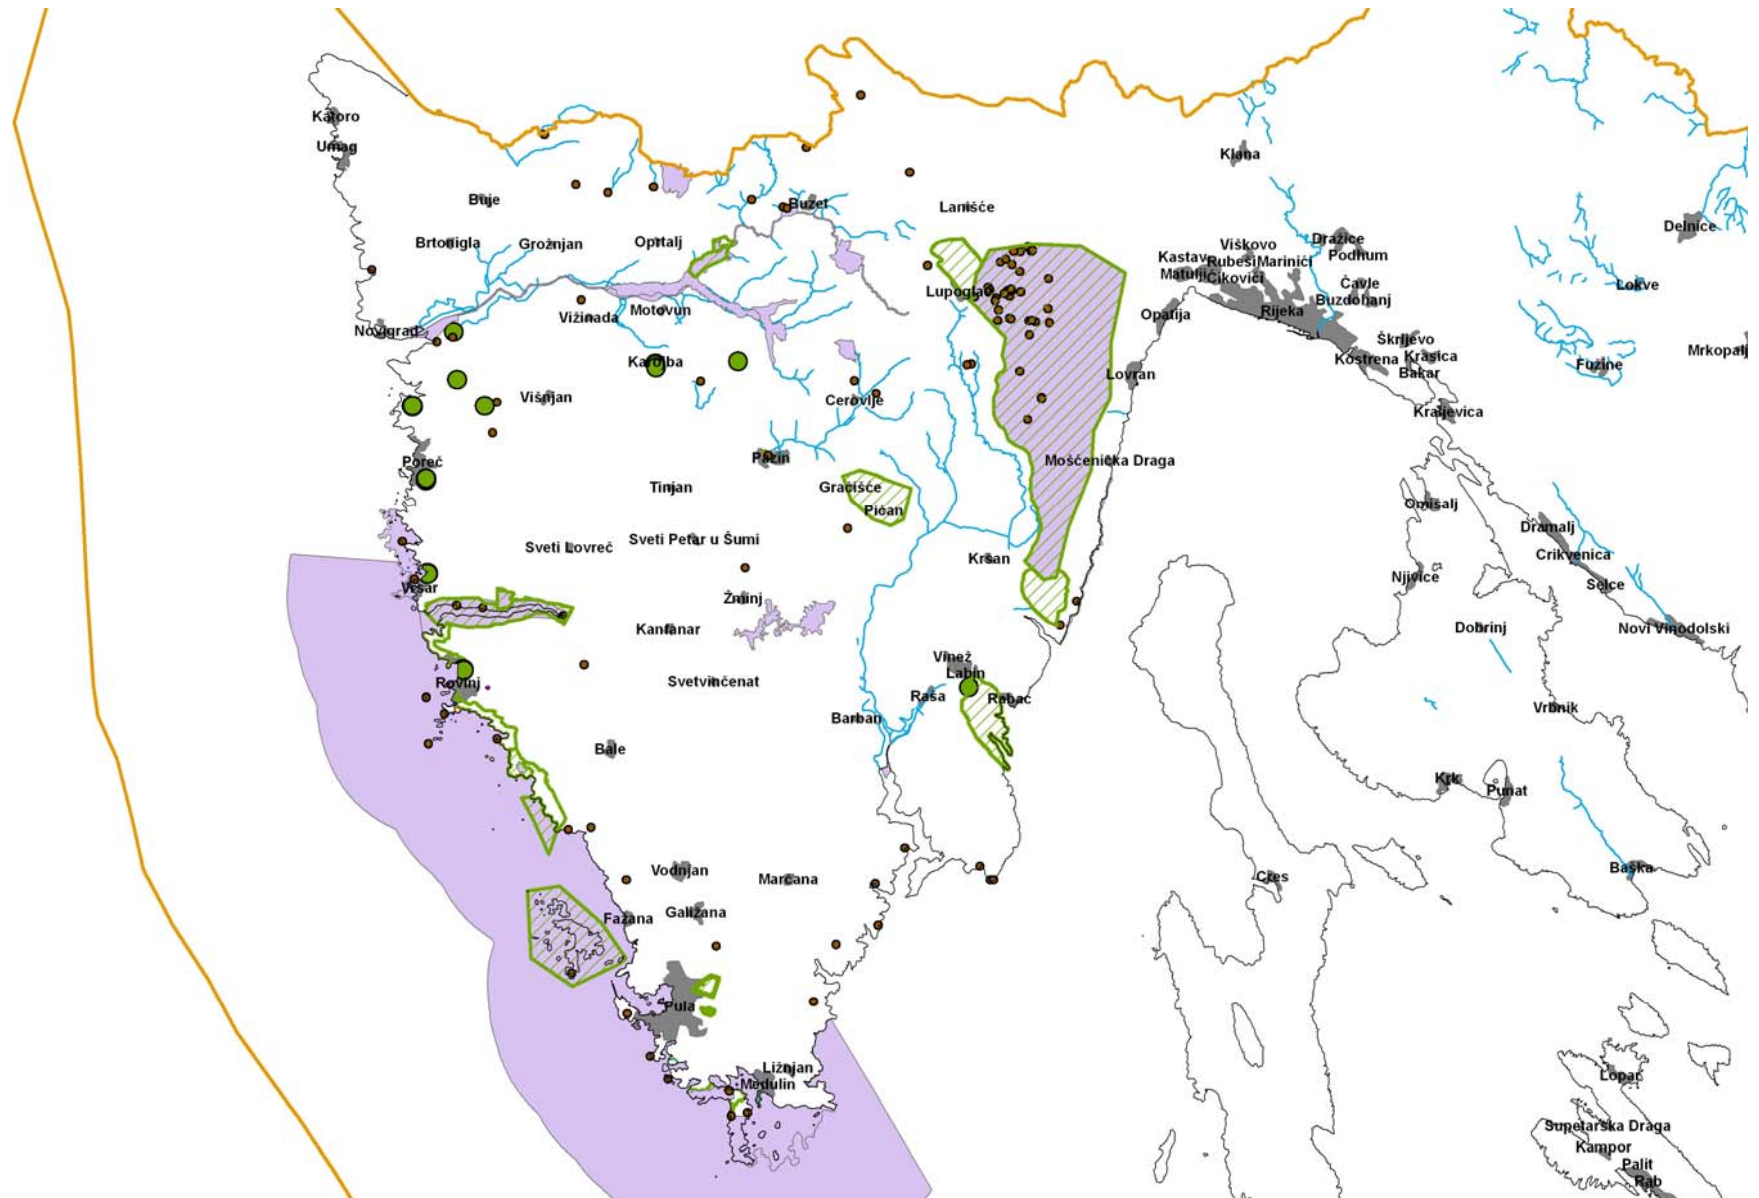 Katoro
Umag
Klana
Buje
Buzet
Lanišće
Delnice
Brtonigla
Grožnjan
Oprtalj
Viškovo
Dražice
Kastav
Rubeši
Marinići
Podhum
Matulji
Čikovići
Čavle
Lupoglav
Buzdohanj
Lokve
Novigrad
Vižinada
Motovun
Opatija
Rijeka
Škrljevo
Mrkopalj
Karojba
Kostrena
Krasica
Bakar
Fužine
Lovran
Višnjan
Cerovlje
Kraljevica
Poreč
Pazin
Mošćenička Draga
Tinjan
Gračišće
Pićan
Omišalj
Dramalj
Sveti Lovreč
Sveti Petar u Šumi
Kršan
Crikvenica
Vrsar
Njivice
Selce
Žminj
Kanfanar
Dobrinj
Novi Vinodolski
Vinež
Labin
Rovinj
Svetvinčenat
Raša
Rabac
Barban
Vrbnik
Bale
Krk
Punat
Vodnjan
Marčana
Cres
Baška
Fažana
Galižana
Pula
Ližnjan
Medulin
Lopar
Supetarska Draga
Kampor
Palit
Rab